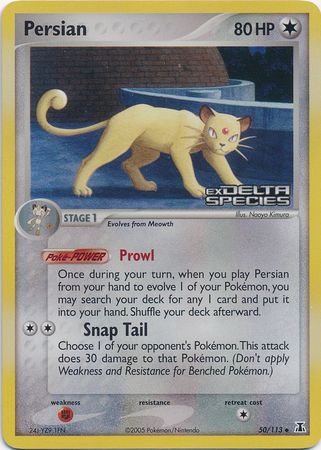 Persian 80 HP
exDELTA
SPECIES
Illus. Naoyo Kimura
STAGE 1
Evolves from Meowth
Poké-POWER Prowl
Once during your turn, when you play Persian
from your hand to evolve 1 of your Pokémon, you
may search your deck for any 1 card and put it
into your hand. Shuffle your deck afterward.
Snap Tail
Choose 1 of your opponent's Pokémon. This attack
does 30 damage to that Pokémon. (Don't apply
Weakness and Resistance for Benched Pokémon.)
weakness resistance retreat cost
24J-YZ9-1FN ©2005 Pokémon/Nintendo 50/113